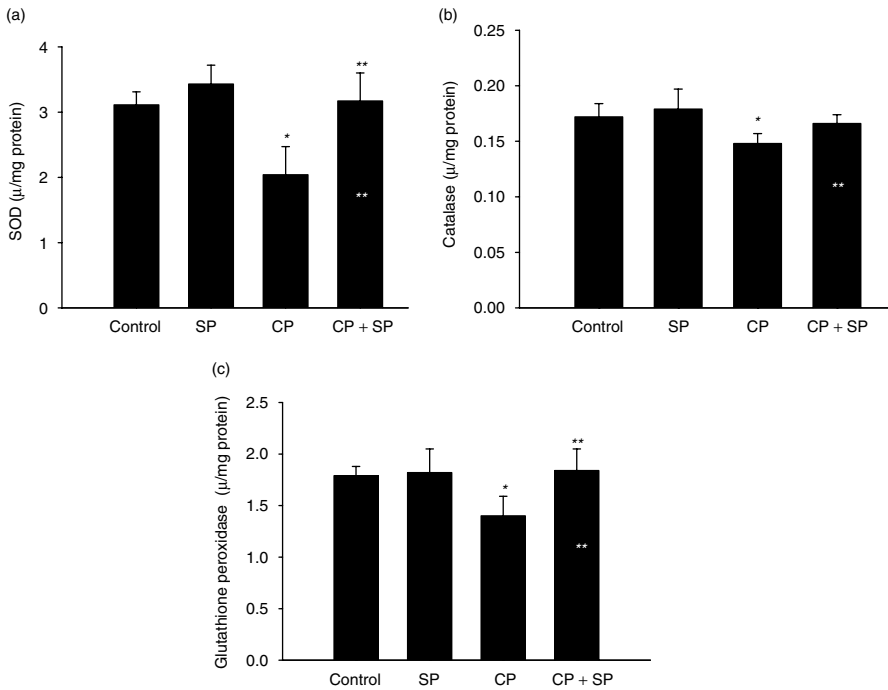 (a)
SOD (μ/mg protein)
4
3
2
1
0
**
*
**
Control SP CP CP + SP
(b)
Catalase (μ/mg protein)
0.25
0.20
0.15
0.10
0.05
0.00
*
**
Control SP CP CP + SP
(c)
Glutathione peroxidase (μ/mg protein)
2.5
2.0
1.5
1.0
0.5
0.0
**
*
**
Control SP CP CP + SP